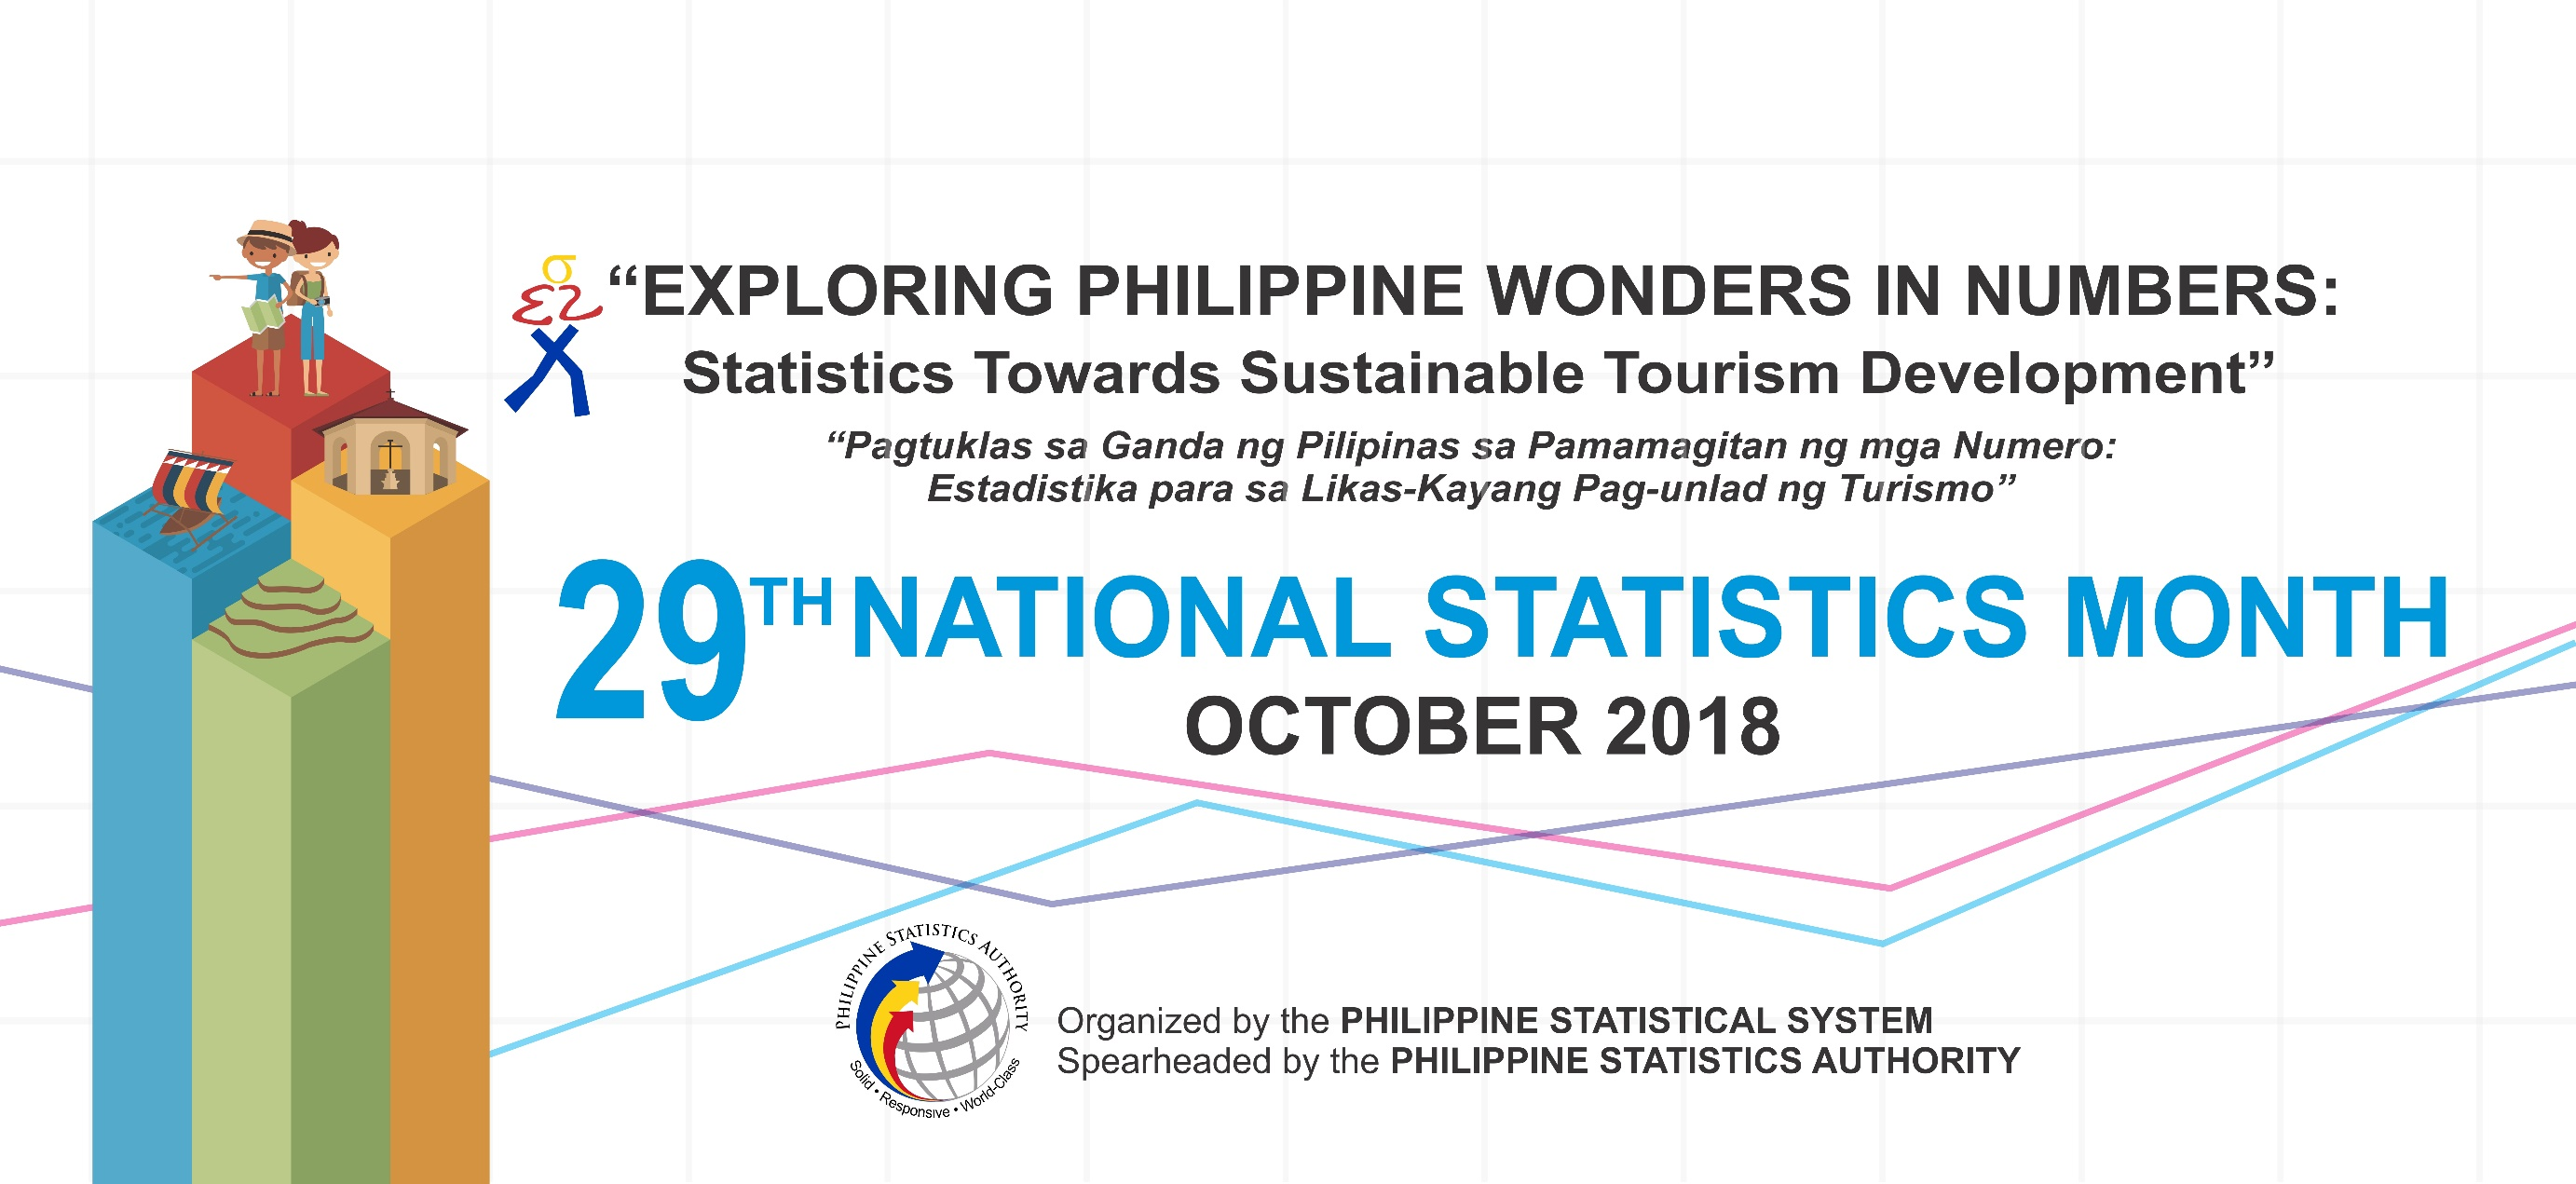 “EXPLORING PHILIPPINE WONDERS IN NUMBERS:
Statistics Towards Sustainable Tourism Development”
“Pagtuklas sa Ganda ng Pilipinas sa Pamamagitan ng mga Numero:
Estadistika para sa Likas-Kayang Pag-unlad ng Turismo”
29TH NATIONAL STATISTICS MONTH
OCTOBER 2018
PHILIPPINE STATISTICS AUTHORITY
Solid • Responsive • World-Class
Organized by the PHILIPPINE STATISTICAL SYSTEM
Spearheaded by the PHILIPPINE STATISTICS AUTHORITY